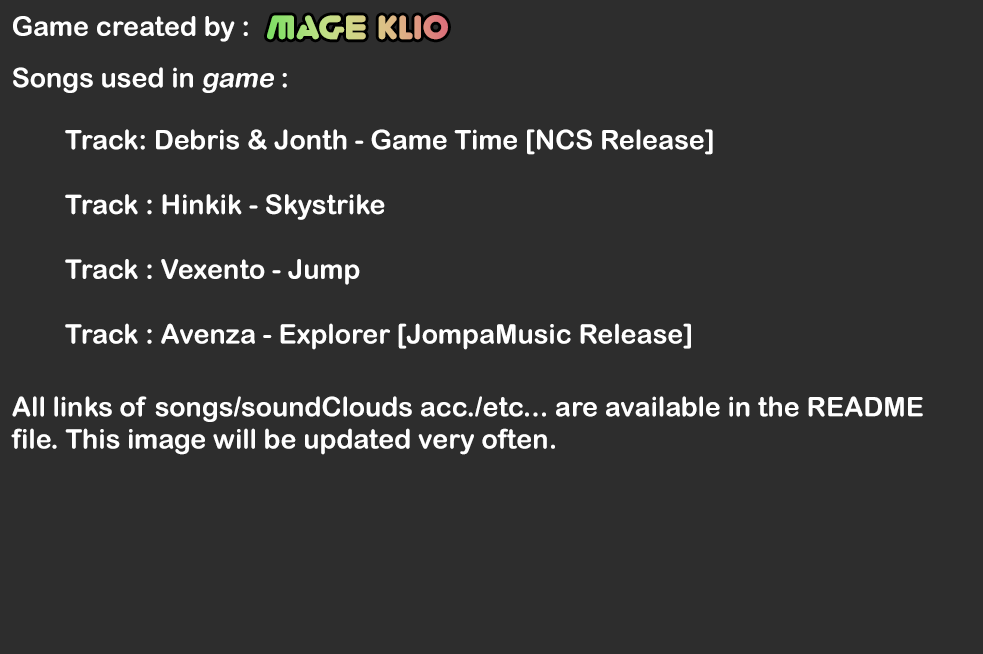 Game created by : MAGE KLIO
Songs used in game :
Track: Debris & Jonth - Game Time [NCS Release]
Track : Hinkik - Skystrike
Track : Vexento - Jump
Track : Avenza - Explorer [JompaMusic Release]
All links of songs/soundClouds acc./etc... are available in the README
file. This image will be updated very often.